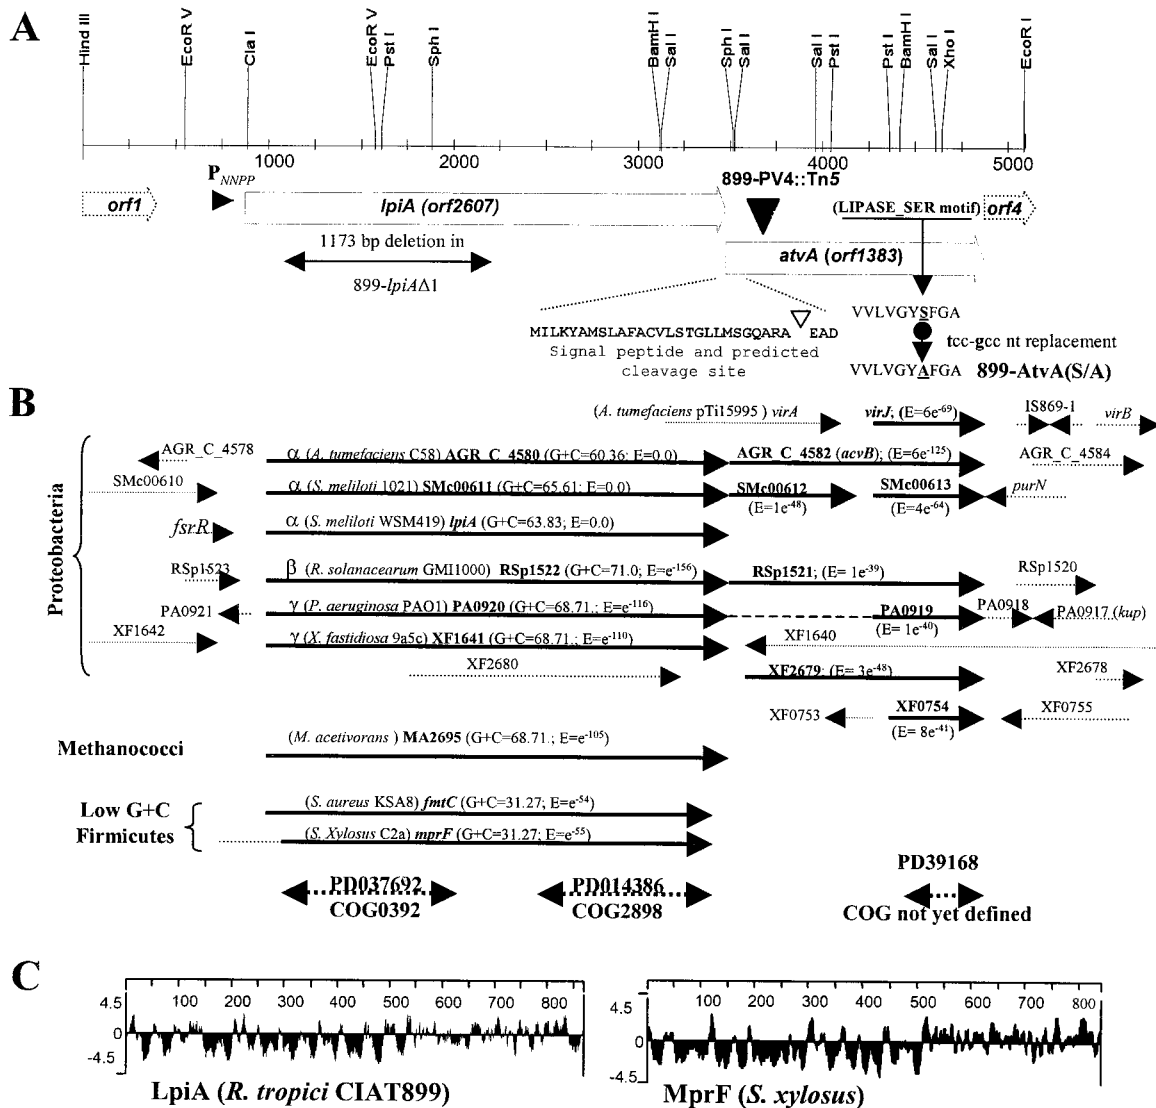 A
Hind III
EcoR V
Cla I
EcoR V
Pst I
Sph I
BamH I
Sal I
Sph I
Sal I
Sal I
Pst I
Pst I
BamH I
Sal I
Xho I
EcoR I
1000 2000 3000 4000 5000
P_NNPP
899-PV4::Tn5
orf1
lpiA (orf2607)
(LIPASE_SER motif)
orf4
1173 bp deletion in
899-lpiAΔ1
atvA (orf1383)
VVLVGYSFGA
MILKYAMSLAFACVLSTGLLMSGQARA EAD
Signal peptide and predicted
cleavage site
tcc-gcc nt replacement
VVLVGYAFGA 899-AtvA(S/A)
B
Proteobacteria
(A. tumefaciens pTi15995) virA
virJ; (E=6e-69)
IS869-1
virB
AGR_C_4578
α (A. tumefaciens C58) AGR_C_4580 (G+C=60.36; E=0.0)
AGR_C_4582 (acvB); (E=6e-125)
AGR_C_4584
SMc00610
α (S. meliloti 1021) SMc00611 (G+C=65.61; E=0.0)
SMc00612
(E=1e-48)
SMc00613
(E=4e-64)
purN
fsrR
α (S. meliloti WSM419) lpiA (G+C=63.83; E=0.0)
RSp1523
β (R. solanacearum GMI1000) RSp1522 (G+C=71.0; E=e-156)
RSp1521; (E= 1e-39)
RSp1520
PA0921
γ (P. aeruginosa PAO1) PA0920 (G+C=68.71.; E=e-116)
PA0919
(E= 1e-40)
PA0918
PA0917 (kup)
XF1642
γ (X. fastidiosa 9a5c) XF1641 (G+C=68.71.; E=e-110)
XF1640
XF2680
XF2679; (E= 3e-48)
XF2678
XF0753
XF0754
(E= 8e-41)
XF0755
Methanococci
(M. acetivorans ) MA2695 (G+C=68.71.; E=e-105)
Low G+C
Firmicutes
(S. aureus KSA8) fmtC (G+C=31.27; E=e-54)
(S. Xylosus C2a) mprF (G+C=31.27; E=e-55)
PD037692
COG0392
PD014386
COG2898
PD39168
COG not yet defined
C
100 200 300 400 500 600 700 800
4.5
0
-4.5
LpiA (R. tropici CIAT899)
100 200 300 400 500 600 700 800
4.5
0
-4.5
MprF (S. xylosus)